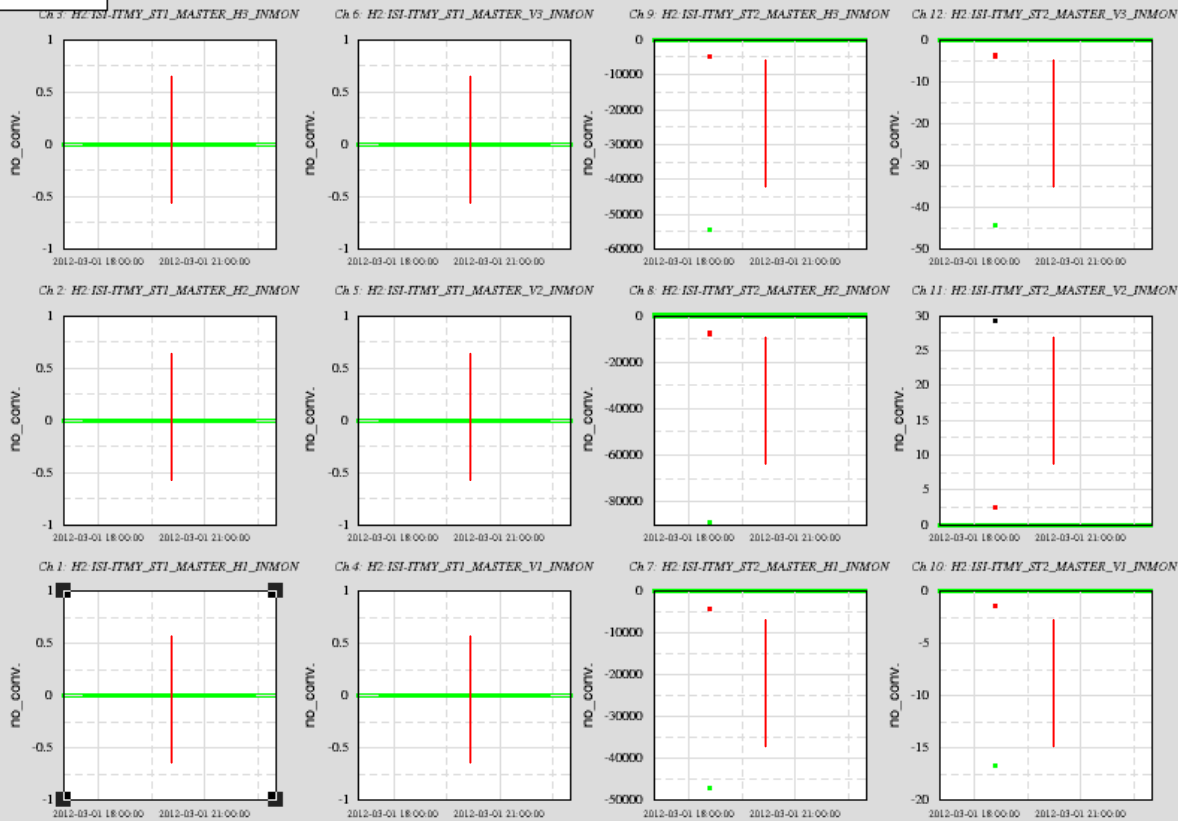 Ch 3: H2:ISI-ITMY_ST1_MASTER_H3_INMON
1
0.5
0
-0.5
-1
no_conv.
2012-03-01 18:00:00 2012-03-01 21:00:00
Ch 6: H2:ISI-ITMY_ST1_MASTER_V3_INMON
1
0.5
0
-0.5
-1
no_conv.
2012-03-01 18:00:00 2012-03-01 21:00:00
Ch 9: H2:ISI-ITMY_ST2_MASTER_H3_INMON
0
-10000
-20000
-30000
-40000
-50000
-60000
no_conv.
2012-03-01 18:00:00 2012-03-01 21:00:00
Ch 12: H2:ISI-ITMY_ST2_MASTER_V3_INMON
0
-10
-20
-30
-40
-50
no_conv.
2012-03-01 18:00:00 2012-03-01 21:00:00
Ch 2: H2:ISI-ITMY_ST1_MASTER_H2_INMON
1
0.5
0
-0.5
-1
no_conv.
2012-03-01 18:00:00 2012-03-01 21:00:00
Ch 5: H2:ISI-ITMY_ST1_MASTER_V2_INMON
1
0.5
0
-0.5
-1
no_conv.
2012-03-01 18:00:00 2012-03-01 21:00:00
Ch 8: H2:ISI-ITMY_ST2_MASTER_H2_INMON
0
-20000
-40000
-60000
-80000
no_conv.
2012-03-01 18:00:00 2012-03-01 21:00:00
Ch 11: H2:ISI-ITMY_ST2_MASTER_V2_INMON
30
25
20
15
10
5
0
no_conv.
2012-03-01 18:00:00 2012-03-01 21:00:00
Ch 1: H2:ISI-ITMY_ST1_MASTER_H1_INMON
1
0.5
0
-0.5
-1
no_conv.
2012-03-01 18:00:00 2012-03-01 21:00:00
Ch 4: H2:ISI-ITMY_ST1_MASTER_V1_INMON
1
0.5
0
-0.5
-1
no_conv.
2012-03-01 18:00:00 2012-03-01 21:00:00
Ch 7: H2:ISI-ITMY_ST2_MASTER_H1_INMON
0
-10000
-20000
-30000
-40000
-50000
no_conv.
2012-03-01 18:00:00 2012-03-01 21:00:00
Ch 10: H2:ISI-ITMY_ST2_MASTER_V1_INMON
0
-5
-10
-15
-20
no_conv.
2012-03-01 18:00:00 2012-03-01 21:00:00